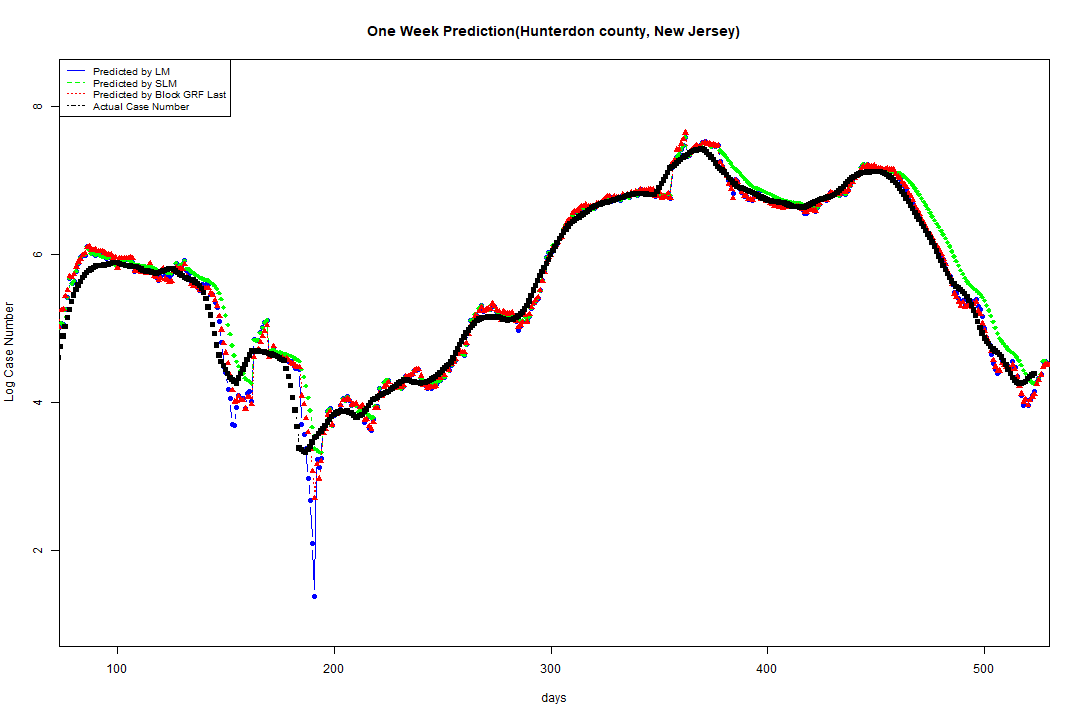 One Week Prediction(Hunterdon county, New Jersey)
Predicted by LM
Predicted by SLM
Predicted by Block GRF Last
Actual Case Number
8
6
4
2
Log Case Number
100 200 300 400 500
days